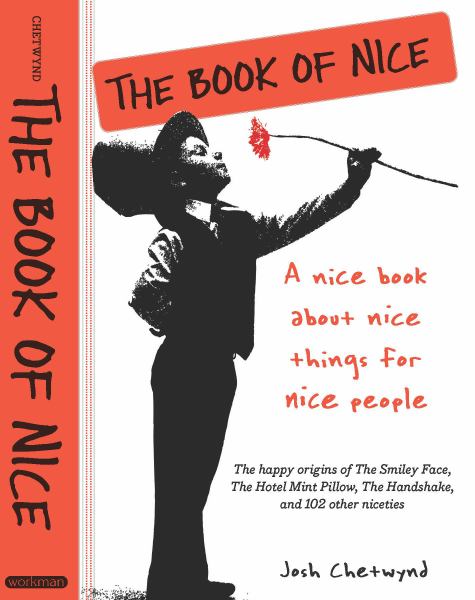 CHETWYND
THE BOOK OF NICE
workman
THE BOOK OF NICE
A nice book
about nice
things for
nice people
The happy origins of The Smiley Face,
The Hotel Mint Pillow, The Handshake,
and 102 other niceties
Josh Chetwynd